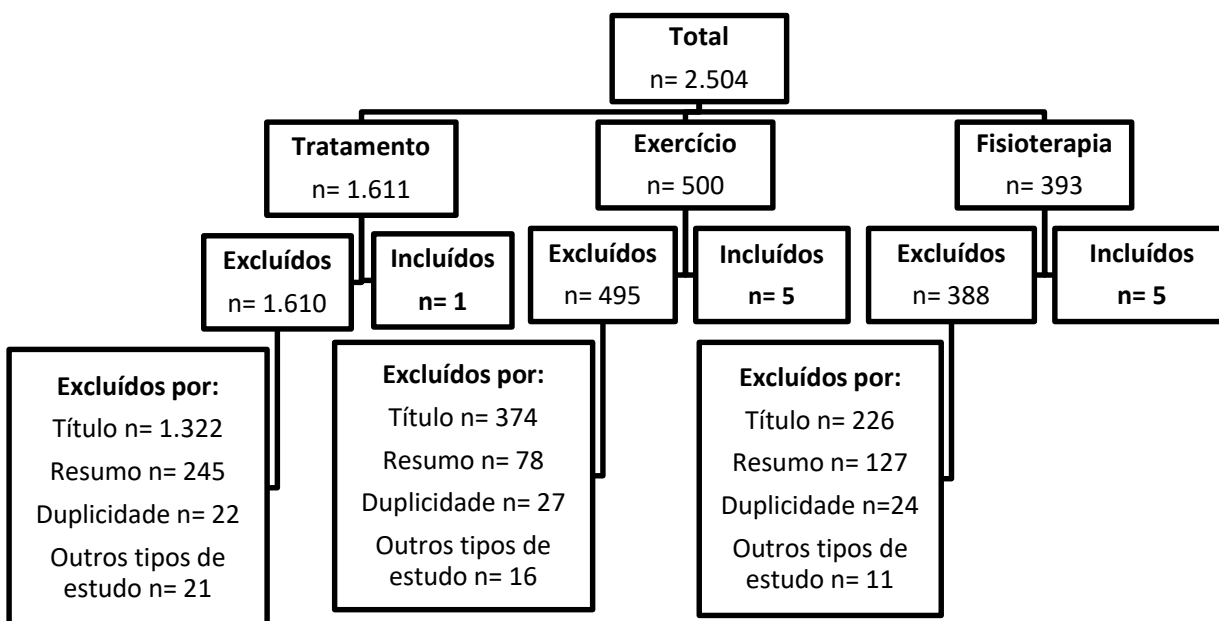 Total
n= 2.504
Tratamento
n= 1.611
Exercício
n= 500
Fisioterapia
n= 393
Excluídos
n= 1.610
Incluídos
n= 1
Excluídos
n= 495
Incluídos
n= 5
Excluídos
n= 388
Incluídos
n= 5
Excluídos por:
Título n= 1.322
Resumo n= 245
Duplicidade n= 22
Outros tipos de
estudo n= 21
Excluídos por:
Título n= 374
Resumo n= 78
Duplicidade n= 27
Outros tipos de
estudo n= 16
Excluídos por:
Título n= 226
Resumo n= 127
Duplicidade n=24
Outros tipos de
estudo n= 11